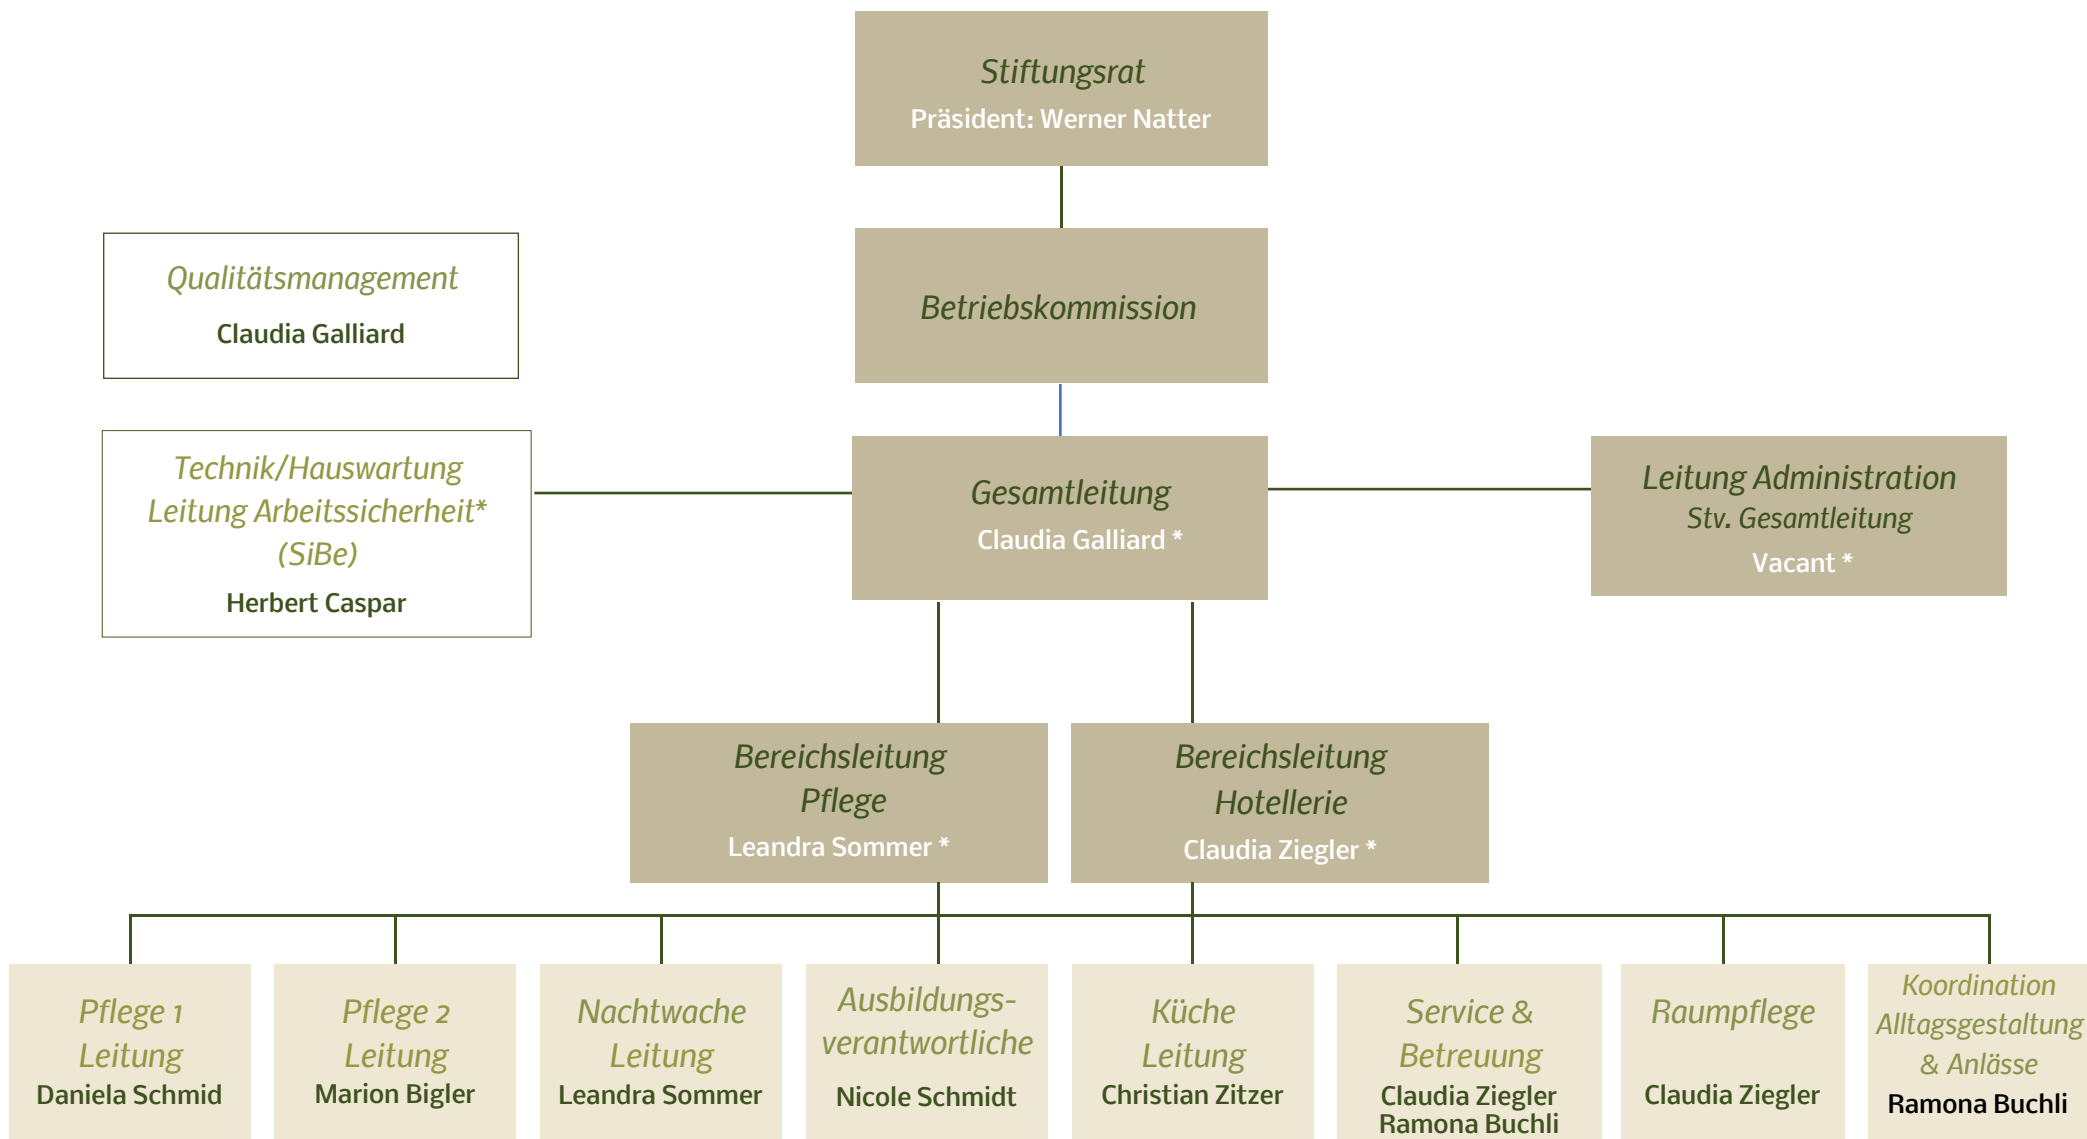 Stiftungsrat
Präsident: Werner Natter
Qualitätsmanagement
Claudia Galliard
Betriebskommission
Technik/Hauswartung
Leitung Arbeitssicherheit*
(SiBe)
Herbert Caspar
Gesamtleitung
Claudia Galliard *
Leitung Administration
Stv. Gesamtleitung
Vacant *
Bereichsleitung
Pflege
Leandra Sommer *
Bereichsleitung
Hotellerie
Claudia Ziegler *
Pflege 1
Leitung
Daniela Schmid
Pflege 2
Leitung
Marion Bigler
Nachtwache
Leitung
Leandra Sommer
Ausbildungs-
verantwortliche
Nicole Schmidt
Küche
Leitung
Christian Zitzer
Service &
Betreuung
Claudia Ziegler
Ramona Buchli
Raumpflege
Claudia Ziegler
Koordination
Alltagsgestaltung
& Anlässe
Ramona Buchli